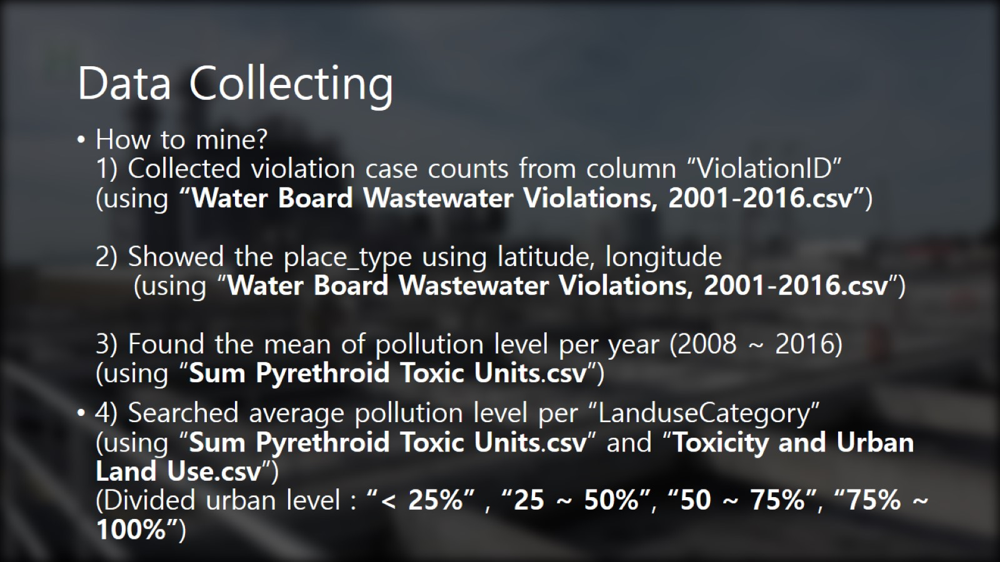 Data Collecting
• How to mine?
1) Collected violation case counts from column “ViolationID”
(using “Water Board Wastewater Violations, 2001-2016.csv”)
2) Showed the place_type using latitude, longitude
(using “Water Board Wastewater Violations, 2001-2016.csv”)
3) Found the mean of pollution level per year (2008 ~ 2016)
(using “Sum Pyrethroid Toxic Units.csv”)
• 4) Searched average pollution level per “LanduseCategory”
(using “Sum Pyrethroid Toxic Units.csv” and “Toxicity and Urban
Land Use.csv”)
(Divided urban level : “< 25%” , “25 ~ 50%”, “50 ~ 75%”, “75% ~
100%”)